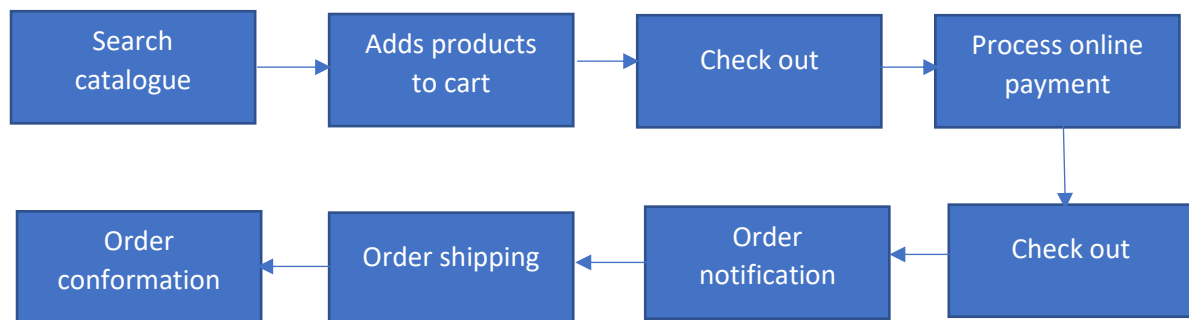 Search
catalogue
Adds products
to cart
Check out
Process online
payment
Check out
Order
notification
Order shipping
Order
conformation